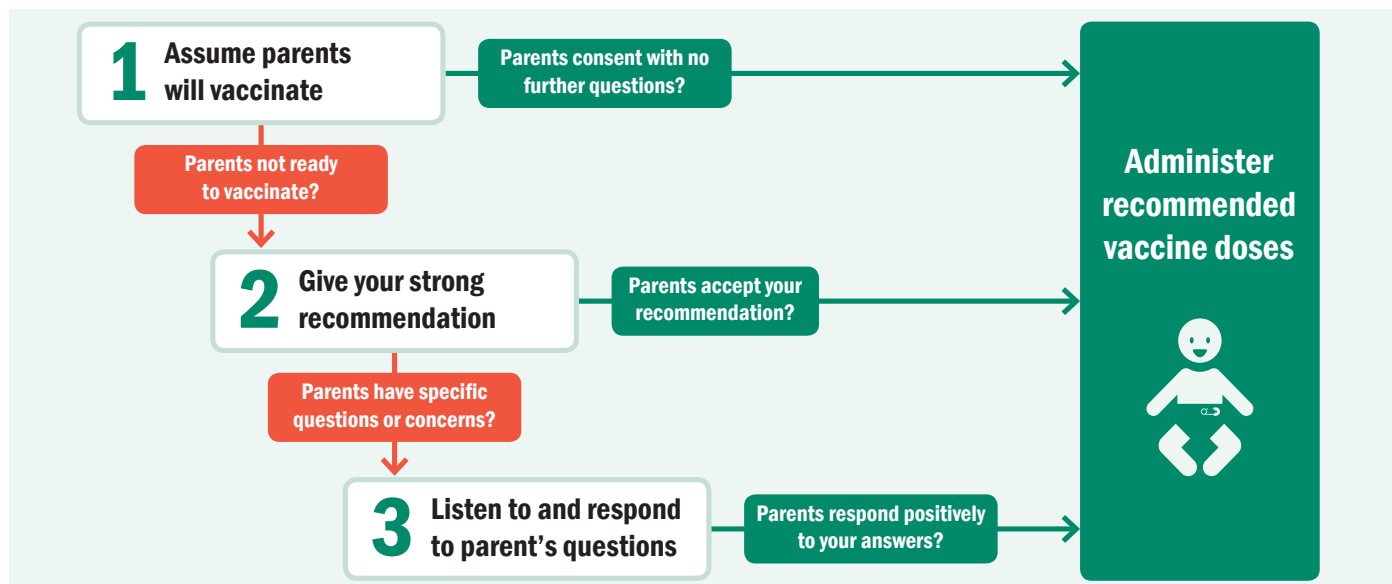 1 Assume parents
will vaccinate
Parents consent with no
further questions?
Parents not ready
to vaccinate?
2 Give your strong
recommendation
Parents accept your
recommendation?
Parents have specific
questions or concerns?
3 Listen to and respond
to parent’s questions
Parents respond positively
to your answers?
Administer
recommended
vaccine doses